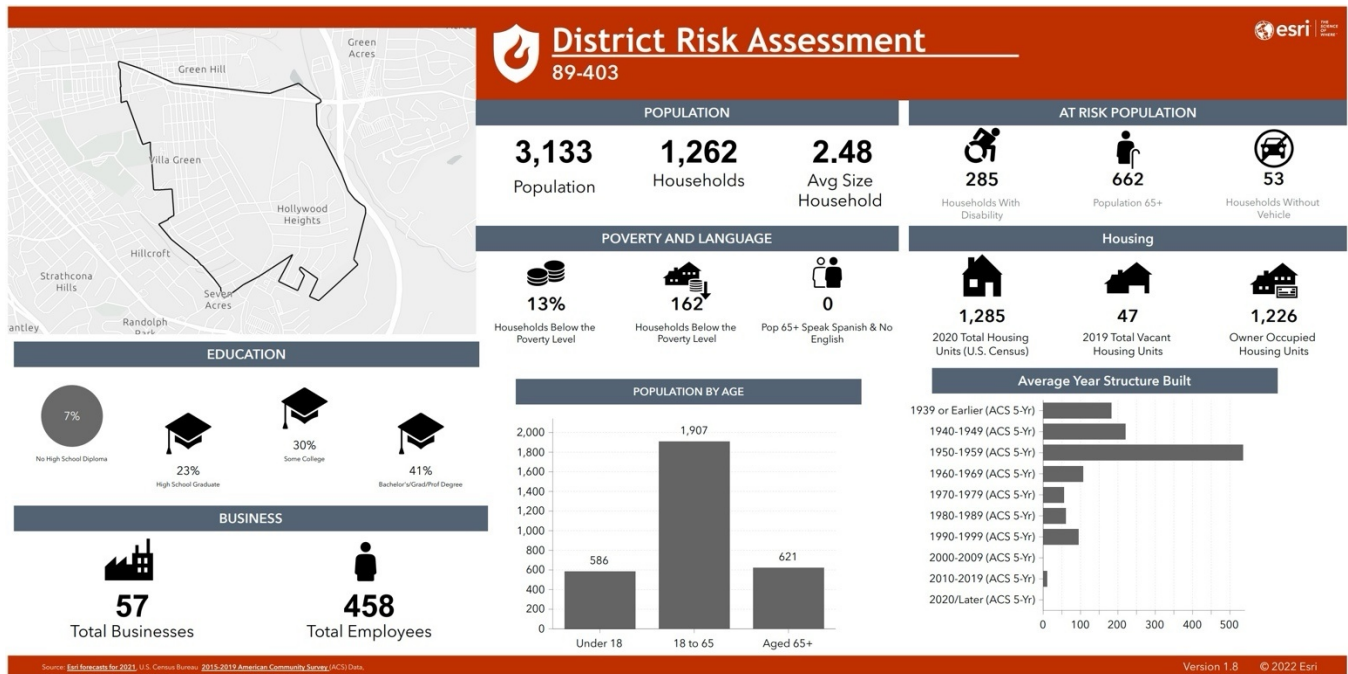 District Risk Assessment
89-403
esri
THE
SCIENCE
OF
WHERE
Green
Acres
Green Hill
Villa Green
Hollywood
Heights
Hillcroft
Strathcona
Hills
Seven
Acres
Randolph
Park
antley
POPULATION
3,133
Population
1,262
Households
2.48
Avg Size
Household
AT RISK POPULATION
285
Households With
Disability
662
Population 65+
53
Households Without
Vehicle
POVERTY AND LANGUAGE
13%
Households Below the
Poverty Level
162
Households Below the
Poverty Level
0
Pop 65+ Speak Spanish & No
English
Housing
1,285
2020 Total Housing
Units (U.S. Census)
47
2019 Total Vacant
Housing Units
1,226
Owner Occupied
Housing Units
EDUCATION
7%
No High School Diploma
23%
High School Graduate
30%
Some College
41%
Bachelor's/Grad/Prof Degree
BUSINESS
57
Total Businesses
458
Total Employees
POPULATION BY AGE
2,000
1,800
1,600
1,400
1,200
1,000
800
600
400
200
0
586
1,907
621
Under 18
18 to 65
Aged 65+
Average Year Structure Built
1939 or Earlier (ACS 5-Yr)
1940-1949 (ACS 5-Yr)
1950-1959 (ACS 5-Yr)
1960-1969 (ACS 5-Yr)
1970-1979 (ACS 5-Yr)
1980-1989 (ACS 5-Yr)
1990-1999 (ACS 5-Yr)
2000-2009 (ACS 5-Yr)
2010-2019 (ACS 5-Yr)
2020/Later (ACS 5-Yr)
0 100 200 300 400 500
Source: Esri forecasts for 2021, U.S. Census Bureau 2015-2019 American Community Survey (ACS) Data.
Version 1.8 © 2022 Esri